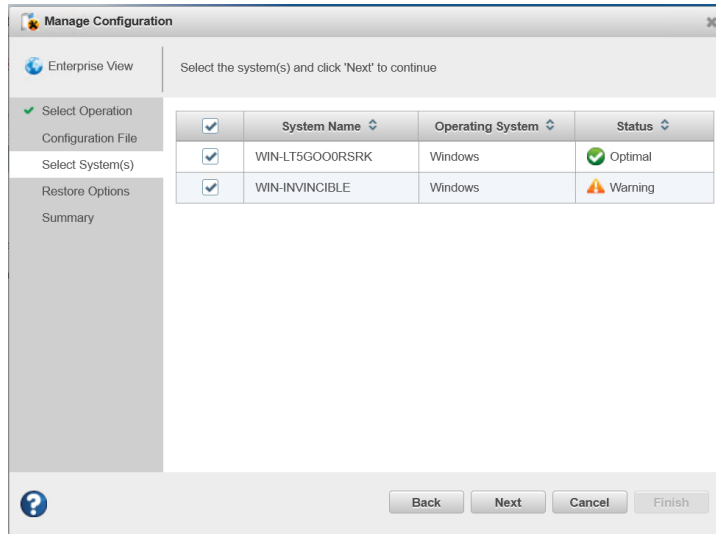 Manage Configuration
Enterprise View
Select the system(s) and click 'Next' to continue
Select Operation
Configuration File
Select System(s)
Restore Options
Summary
System Name Operating System Status
WIN-LT5GOO0RSRK Windows Optimal
WIN-INVINCIBLE Windows Warning
? Back Next Cancel Finish